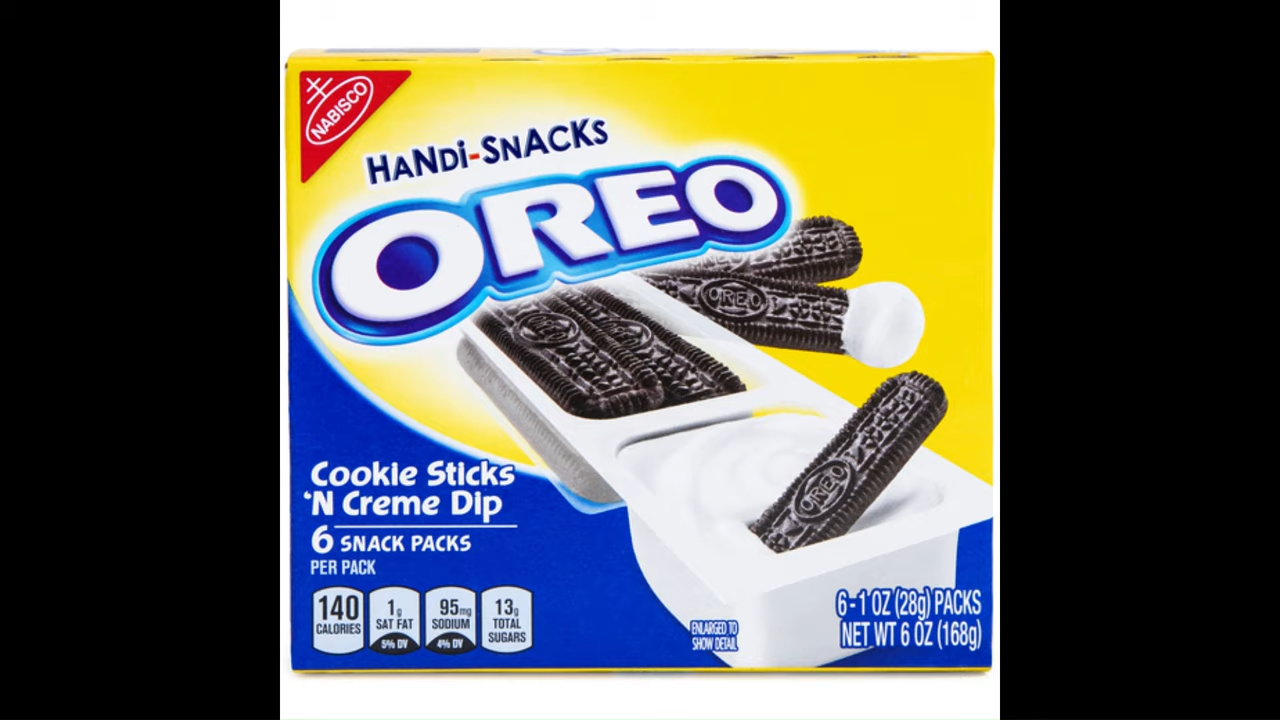 NABISCO
HANDI-SNACKS
OREO
OREO
OREO
Cookie Sticks
'N Creme Dip
6 SNACK PACKS
PER PACK
140 CALORIES
1g SAT FAT 5% DV
95mg SODIUM 4% DV
13g TOTAL SUGARS
ENLARGED TO
SHOW DETAIL
6-1 OZ (28g) PACKS
NET WT 6 OZ (168g)